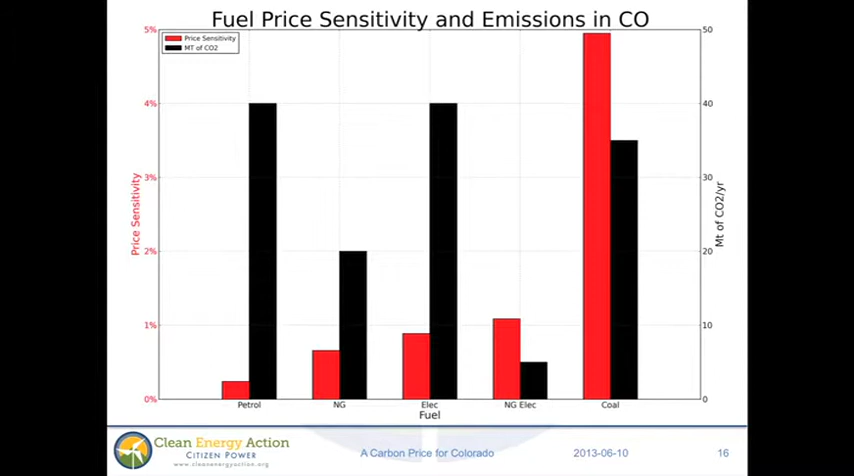 Fuel Price Sensitivity and Emissions in CO
Price Sensitivity
MT of CO2
5%
4%
3%
2%
1%
0%
Price Sensitivity
50
40
30
20
10
0
Mt of CO2/yr
Petrol NG Elec NG Elec Coal
Fuel
Clean Energy Action
CITIZEN POWER
www.cleanenergyaction.org
A Carbon Price for Colorado 2013-06-10 16